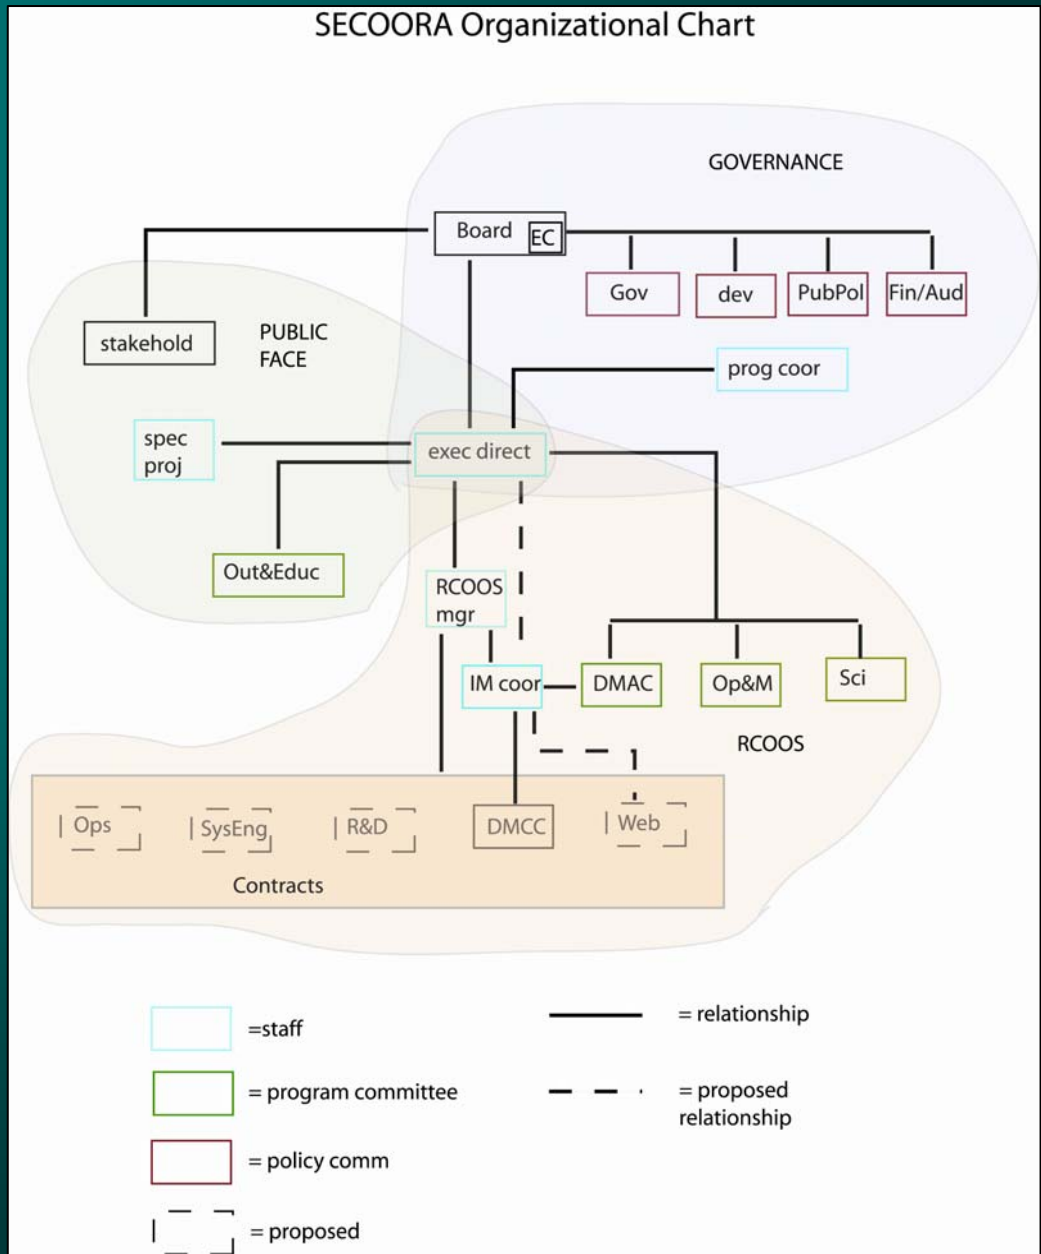 SECOORA Organizational Chart
GOVERNANCE
Board
EC
Gov
dev
PubPol
Fin/Aud
stakehold
PUBLIC
FACE
prog coor
spec
proj
exec direct
Out&Educ
RCOOS
mgr
IM coor
DMAC
Op&M
Sci
RCOOS
Ops
SysEng
R&D
DMCC
Web
Contracts
=staff
= relationship
= program committee
= proposed
relationship
= policy comm
= proposed